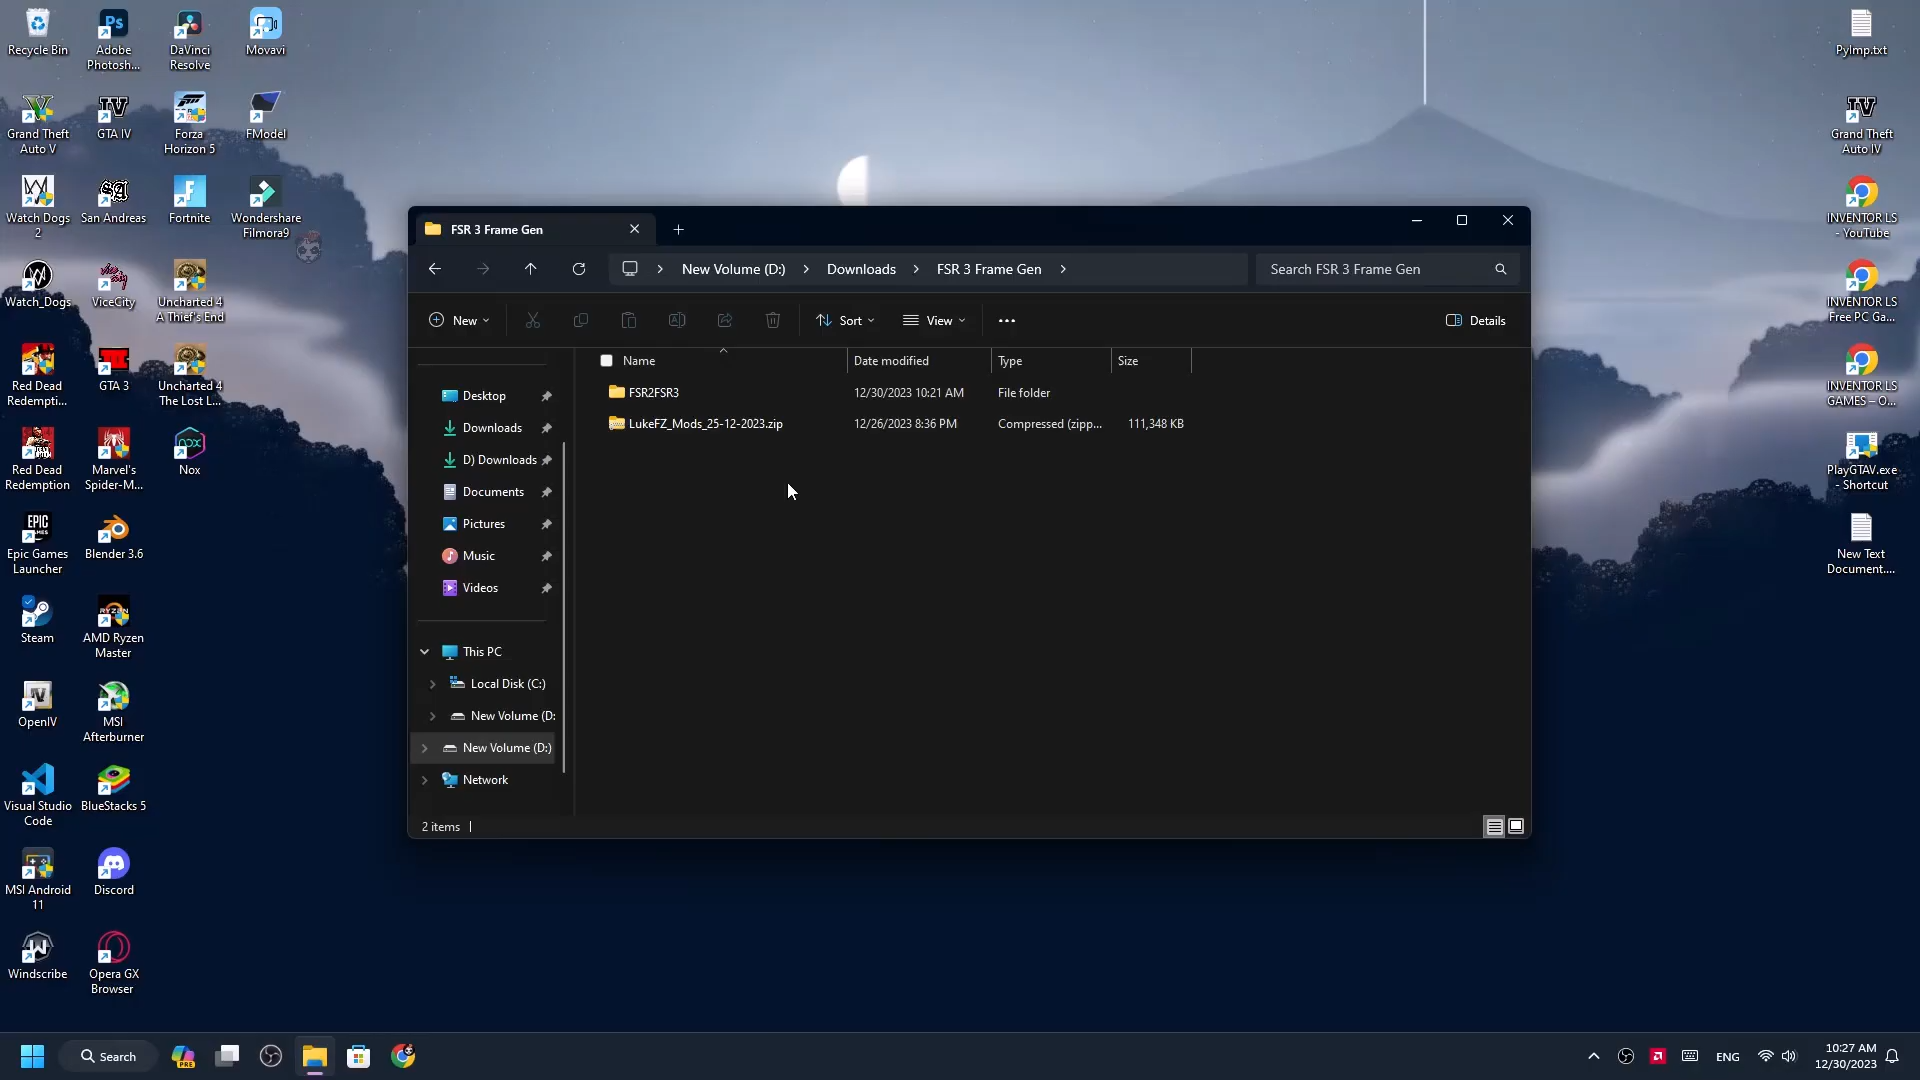 Recycle Bin
Adobe
Photosh...
DaVinci
Resolve
Movavi
Grand Theft
Auto V
GTA IV
Forza
Horizon 5
FModel
Watch Dogs
2
San Andreas
Fortnite
Wondershare
Filmora9
Watch_Dogs
ViceCity
Uncharted 4
A Thief's End
Red Dead
Redempti...
GTA 3
Uncharted 4
The Lost L...
Red Dead
Redemption
Marvel's
Spider-M...
Nox
Epic Games
Launcher
Blender 3.6
Steam
AMD Ryzen
Master
OpenIV
MSI
Afterburner
Visual Studio
Code
BlueStacks 5
MSI Android
11
Discord
Windscribe
Opera GX
Browser
FSR 3 Frame Gen
New Volume (D:)
Downloads
FSR 3 Frame Gen
Search FSR 3 Frame Gen
New
Sort
View
Details
Name
Date modified
Type
Size
FSR2FSR3
12/30/2023 10:21 AM
File folder
LukeFZ_Mods_25-12-2023.zip
12/26/2023 8:36 PM
Compressed (zipp...
111,348 KB
Desktop
Downloads
D) Downloads
Documents
Pictures
Music
Videos
This PC
Local Disk (C:)
New Volume (D:
New Volume (D:)
Network
2 items
PyImp.txt
Grand Theft
Auto IV
INVENTOR LS
- YouTube
INVENTOR LS
Free PC Ga...
INVENTOR LS
GAMES – O...
PlayGTAV.exe
- Shortcut
New Text
Document....
Search
PRE
ENG
10:27 AM
12/30/2023